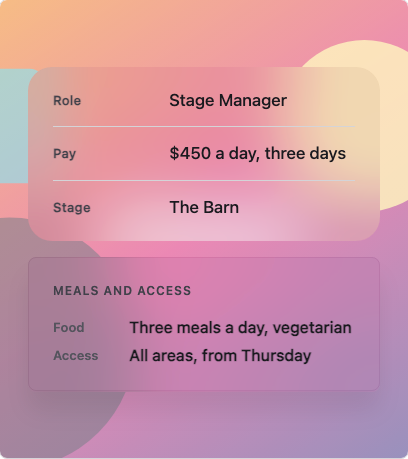 Role Stage Manager
Pay $450 a day, three days
Stage The Barn
MEALS AND ACCESS
Food Three meals a day, vegetarian
Access All areas, from Thursday